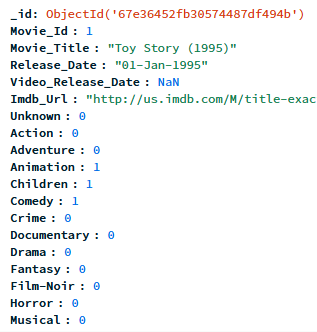 _id: ObjectId('67e36452fb30574487df494b')
Movie_Id : 1
Movie_Title : "Toy Story (1995)"
Release_Date : "01-Jan-1995"
Video_Release_Date : NaN
Imdb_Url : "http://us.imdb.com/M/title-exac
Unknown : 0
Action : 0
Adventure : 0
Animation : 1
Children : 1
Comedy : 1
Crime : 0
Documentary : 0
Drama : 0
Fantasy : 0
Film-Noir : 0
Horror : 0
Musical : 0